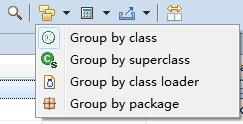 Group by class
Group by superclass
Group by class loader
Group by package